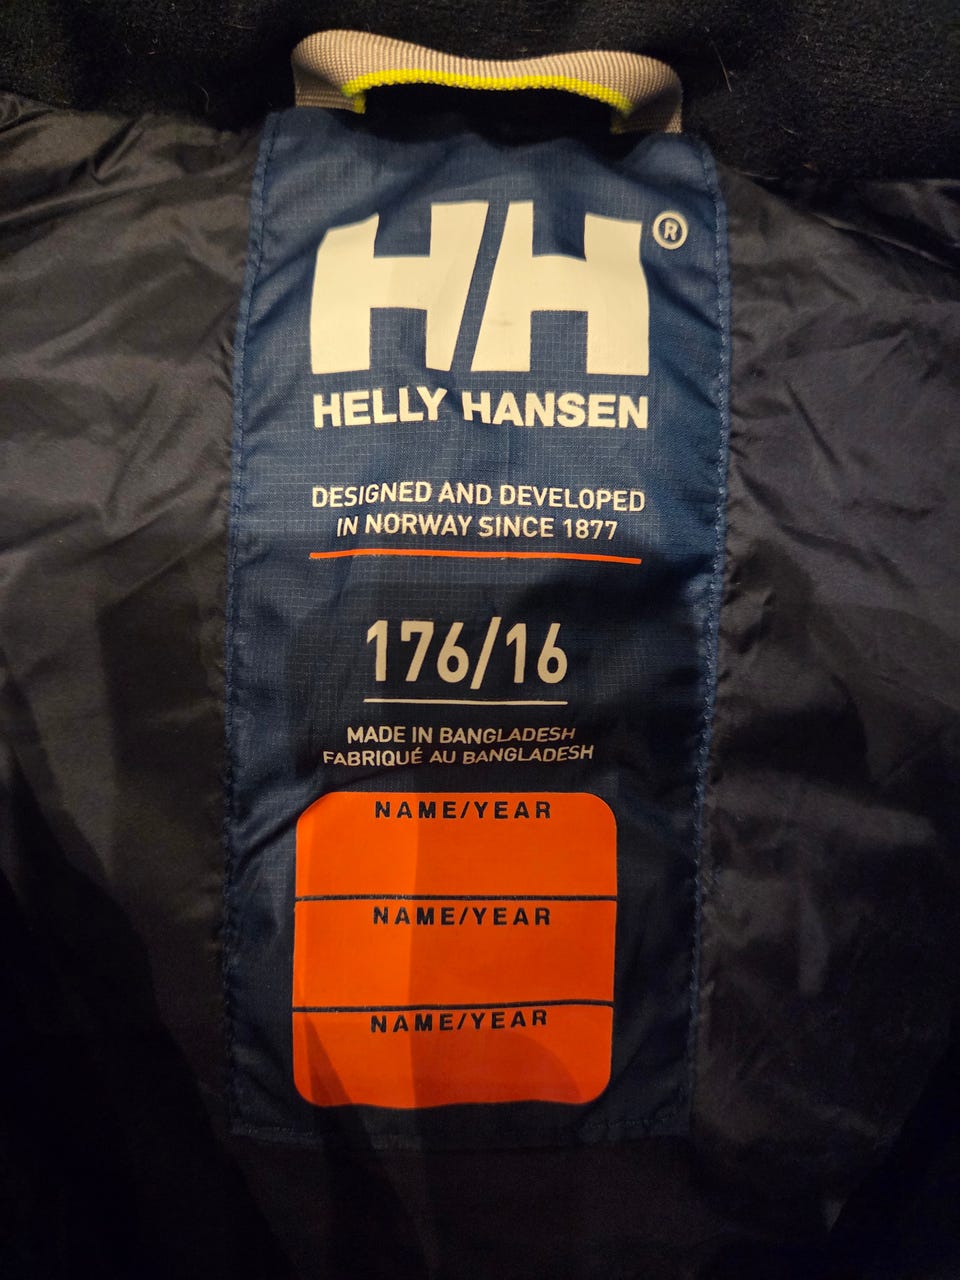 HH®
HELLY HANSEN
DESIGNED AND DEVELOPED
IN NORWAY SINCE 1877
176/16
MADE IN BANGLADESH
FABRIQUÉ AU BANGLADESH
NAME/YEAR
NAME/YEAR
NAME/YEAR